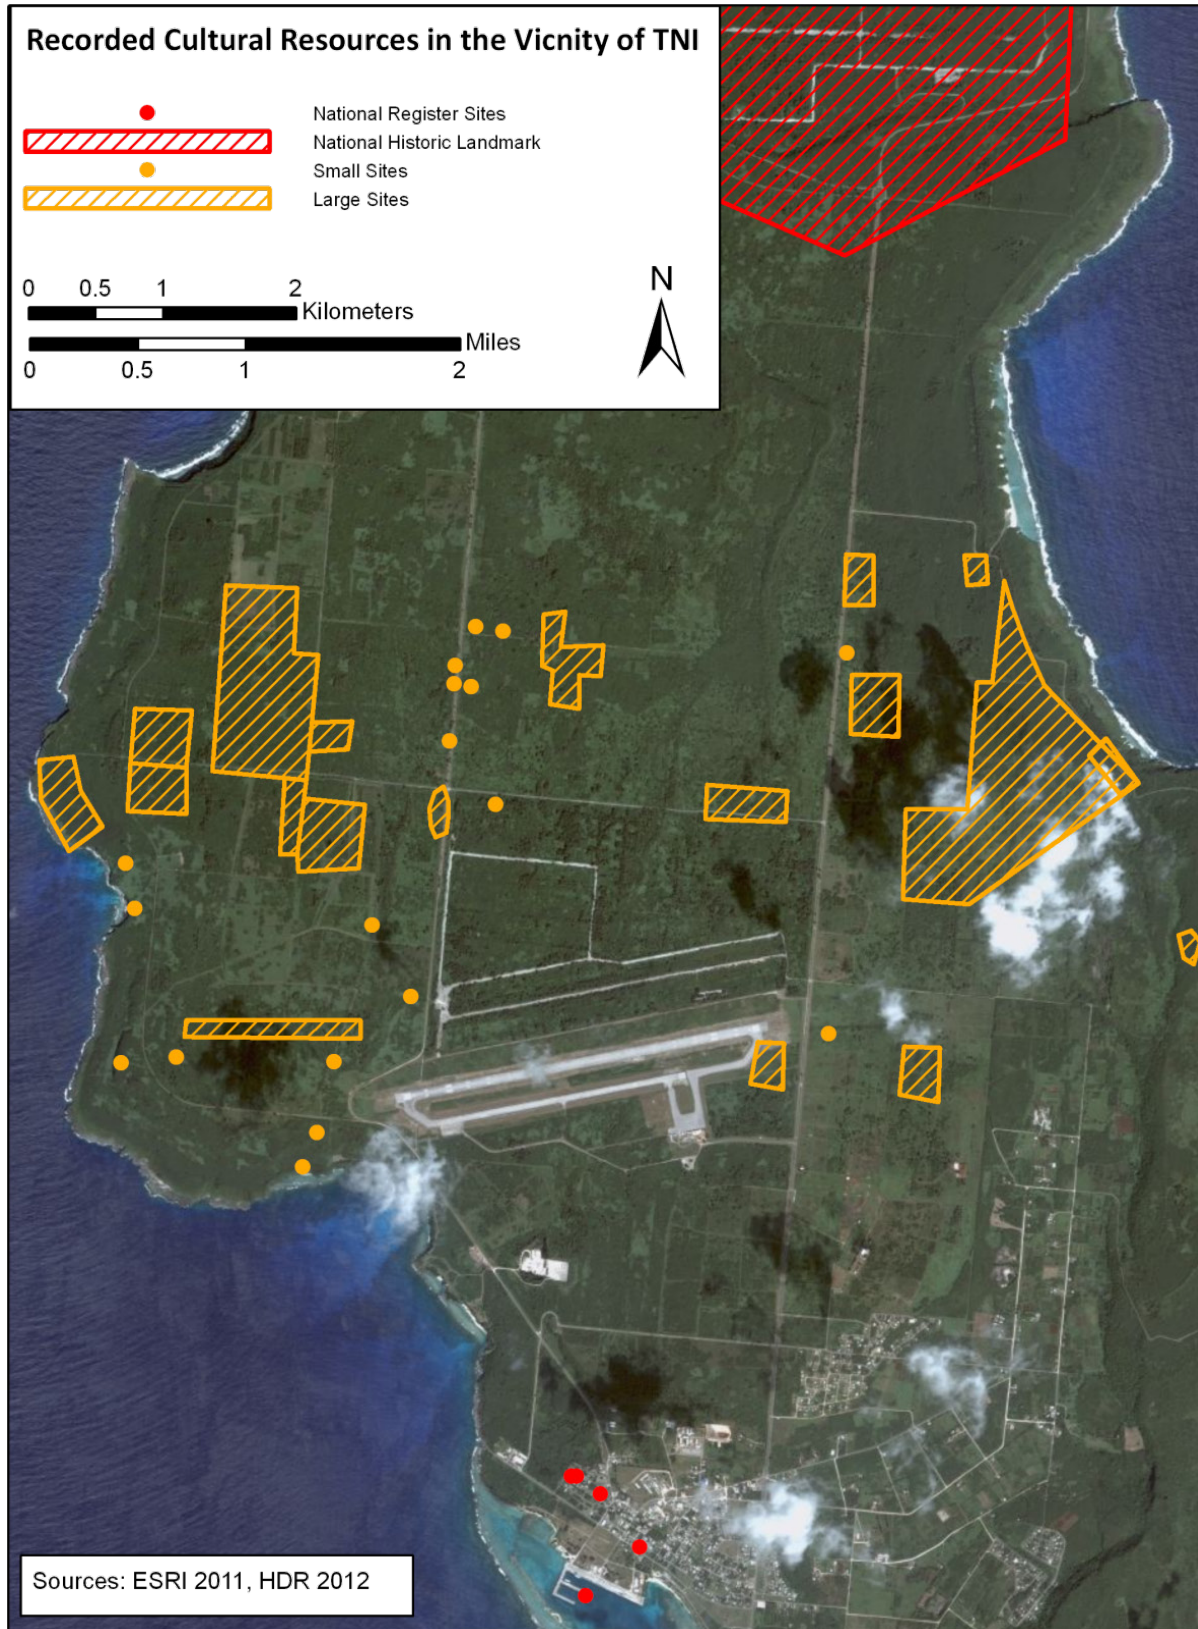 Recorded Cultural Resources in the Vicnity of TNI
National Register Sites
National Historic Landmark
Small Sites
Large Sites
0 0.5 1 2
Kilometers
Miles
0 0.5 1 2
N
Sources: ESRI 2011, HDR 2012